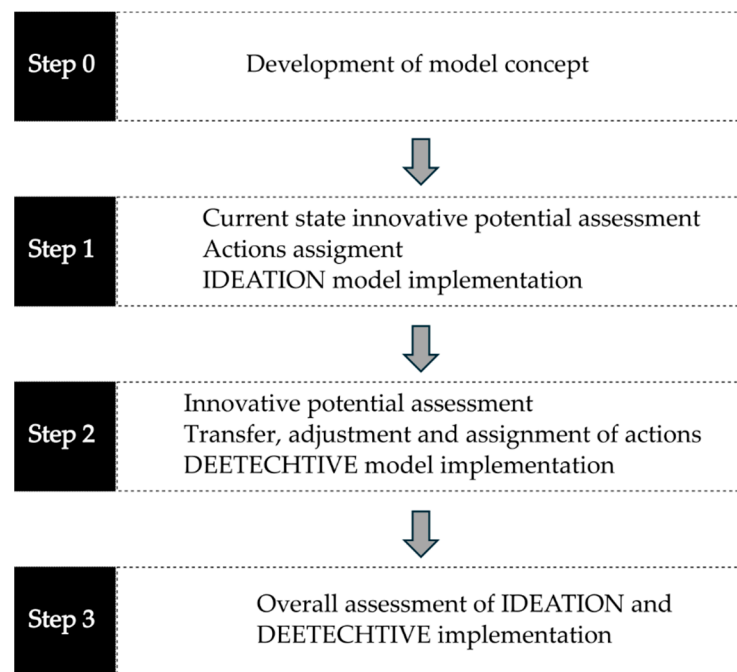 Step 0
Development of model concept
Step 1
Current state innovative potential assessment
Actions assigment
IDEATION model implementation
Step 2
Innovative potential assessment
Transfer, adjustment and assignment of actions
DEETECHTIVE model implementation
Step 3
Overall assessment of IDEATION and
DEETECHTIVE implementation